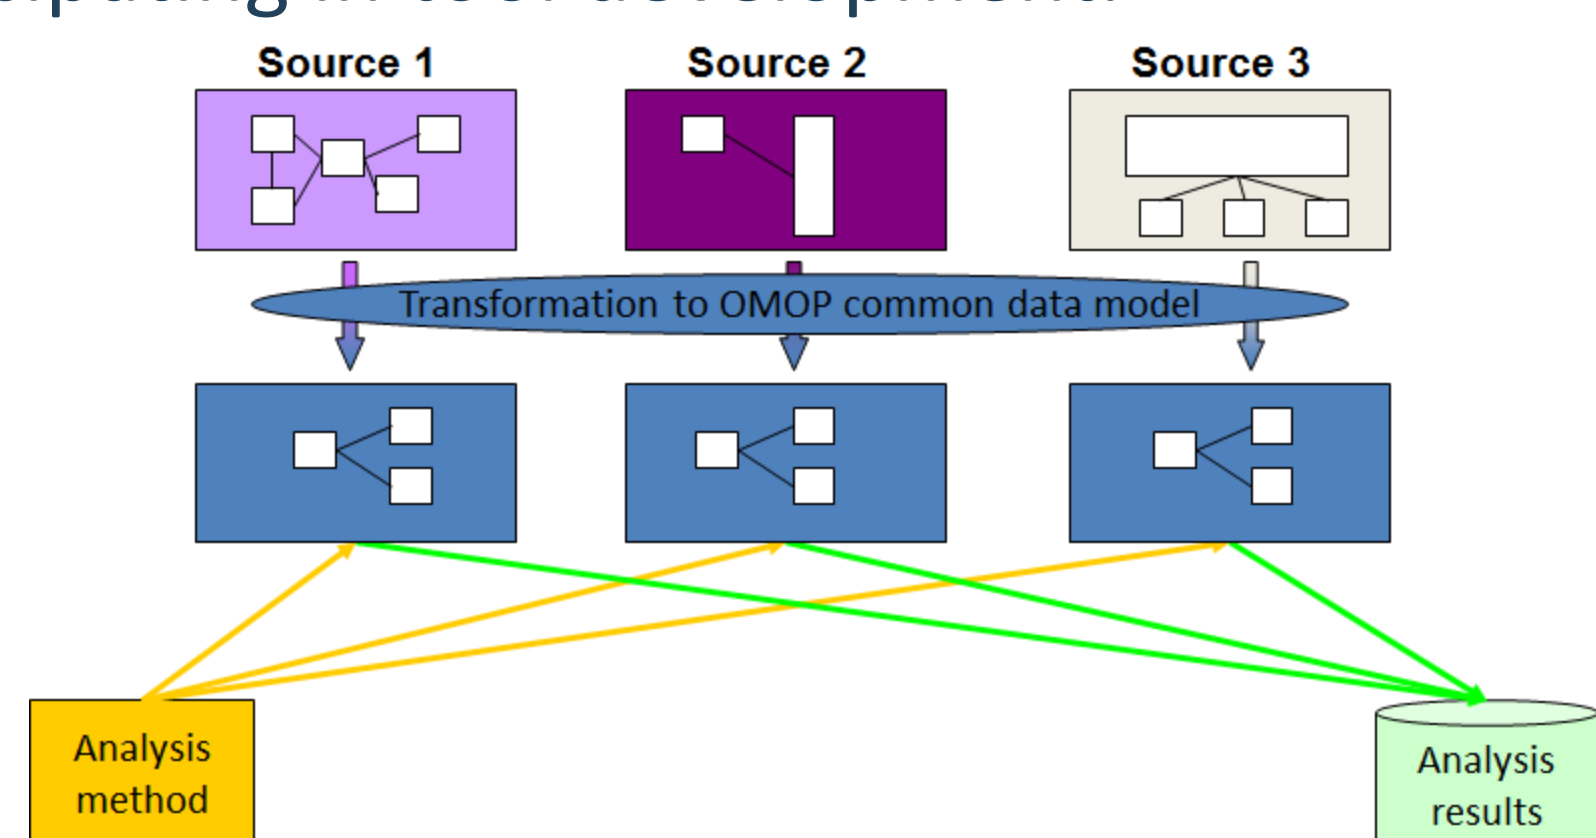 Source 1
Source 2
Source 3
Transformation to OMOP common data model
Analysis
method
Analysis
results